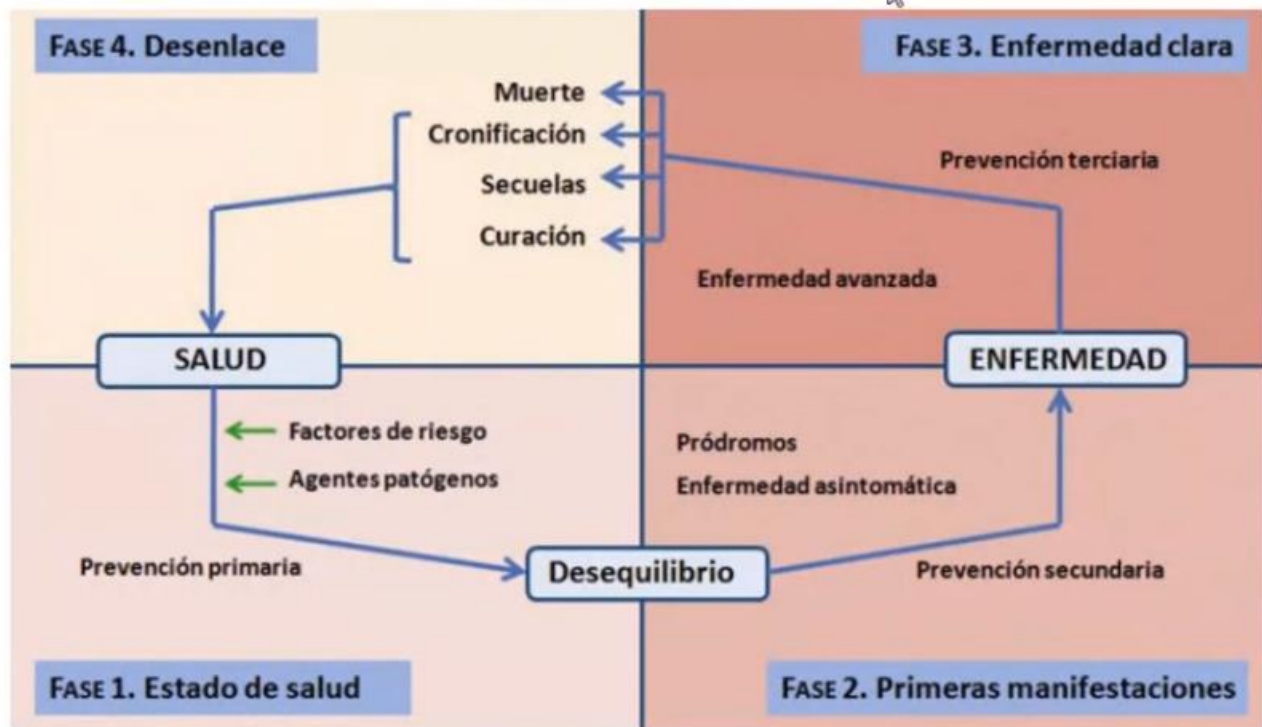 FASE 4. Desenlace
FASE 3. Enfermedad clara
Muerte
Cronificación
Secuelas
Curación
Prevención terciaria
Enfermedad avanzada
SALUD
ENFERMEDAD
Factores de riesgo
Agentes patógenos
Pródromos
Enfermedad asintomática
Prevención primaria
Desequilibrio
Prevención secundaria
FASE 1. Estado de salud
FASE 2. Primeras manifestaciones